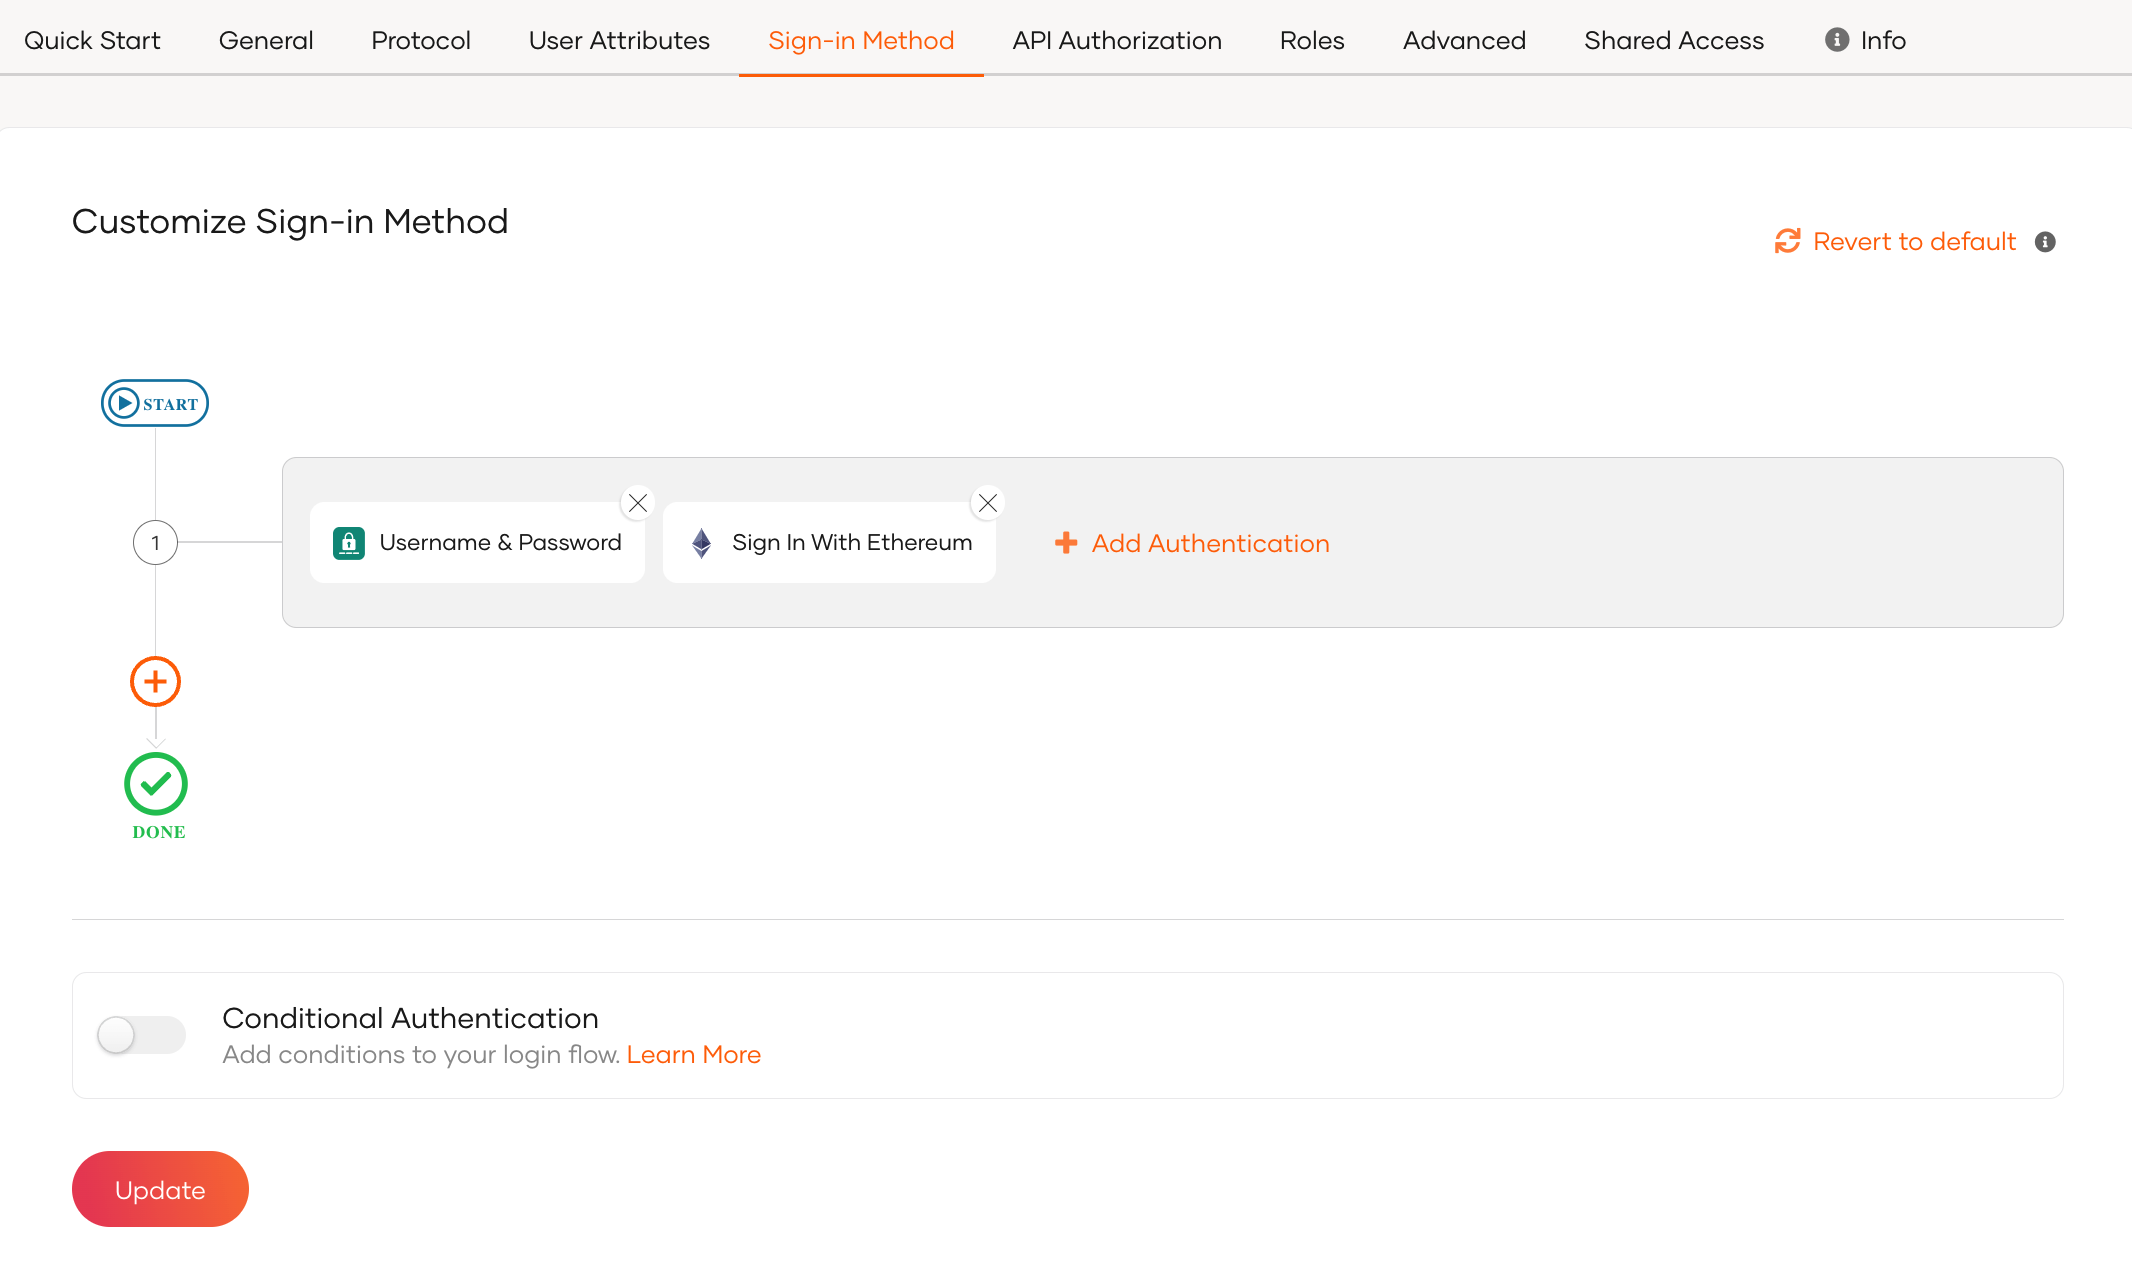 Quick Start General Protocol User Attributes Sign-in Method API Authorization Roles Advanced Shared Access Info
Customize Sign-in Method
Revert to default
START
1 Username & Password Sign In With Ethereum Add Authentication
DONE
Conditional Authentication
Add conditions to your login flow. Learn More
Update